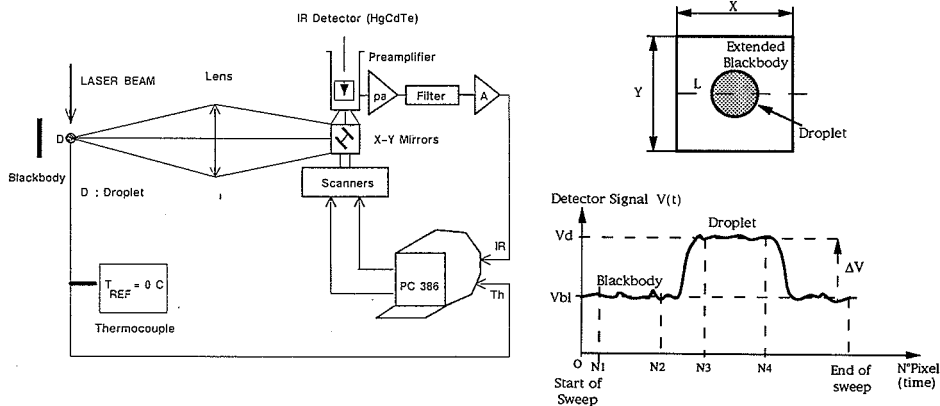 IR Detector (HgCdTe)
Preamplifier
LASER BEAM
Lens
pa
Filter
A
D
X-Y Mirrors
Blackbody
D : Droplet
Scanners
IR
T REF = 0 C
PC 386
Th
Thermocouple
X
Extended
Blackbody
Y
L
Droplet
Detector Signal V(t)
Droplet
Vd
ΔV
Blackbody
Vbl
O
N1
N2
N3
N4
End of
sweep
N°Pixel
(time)
Start of
Sweep